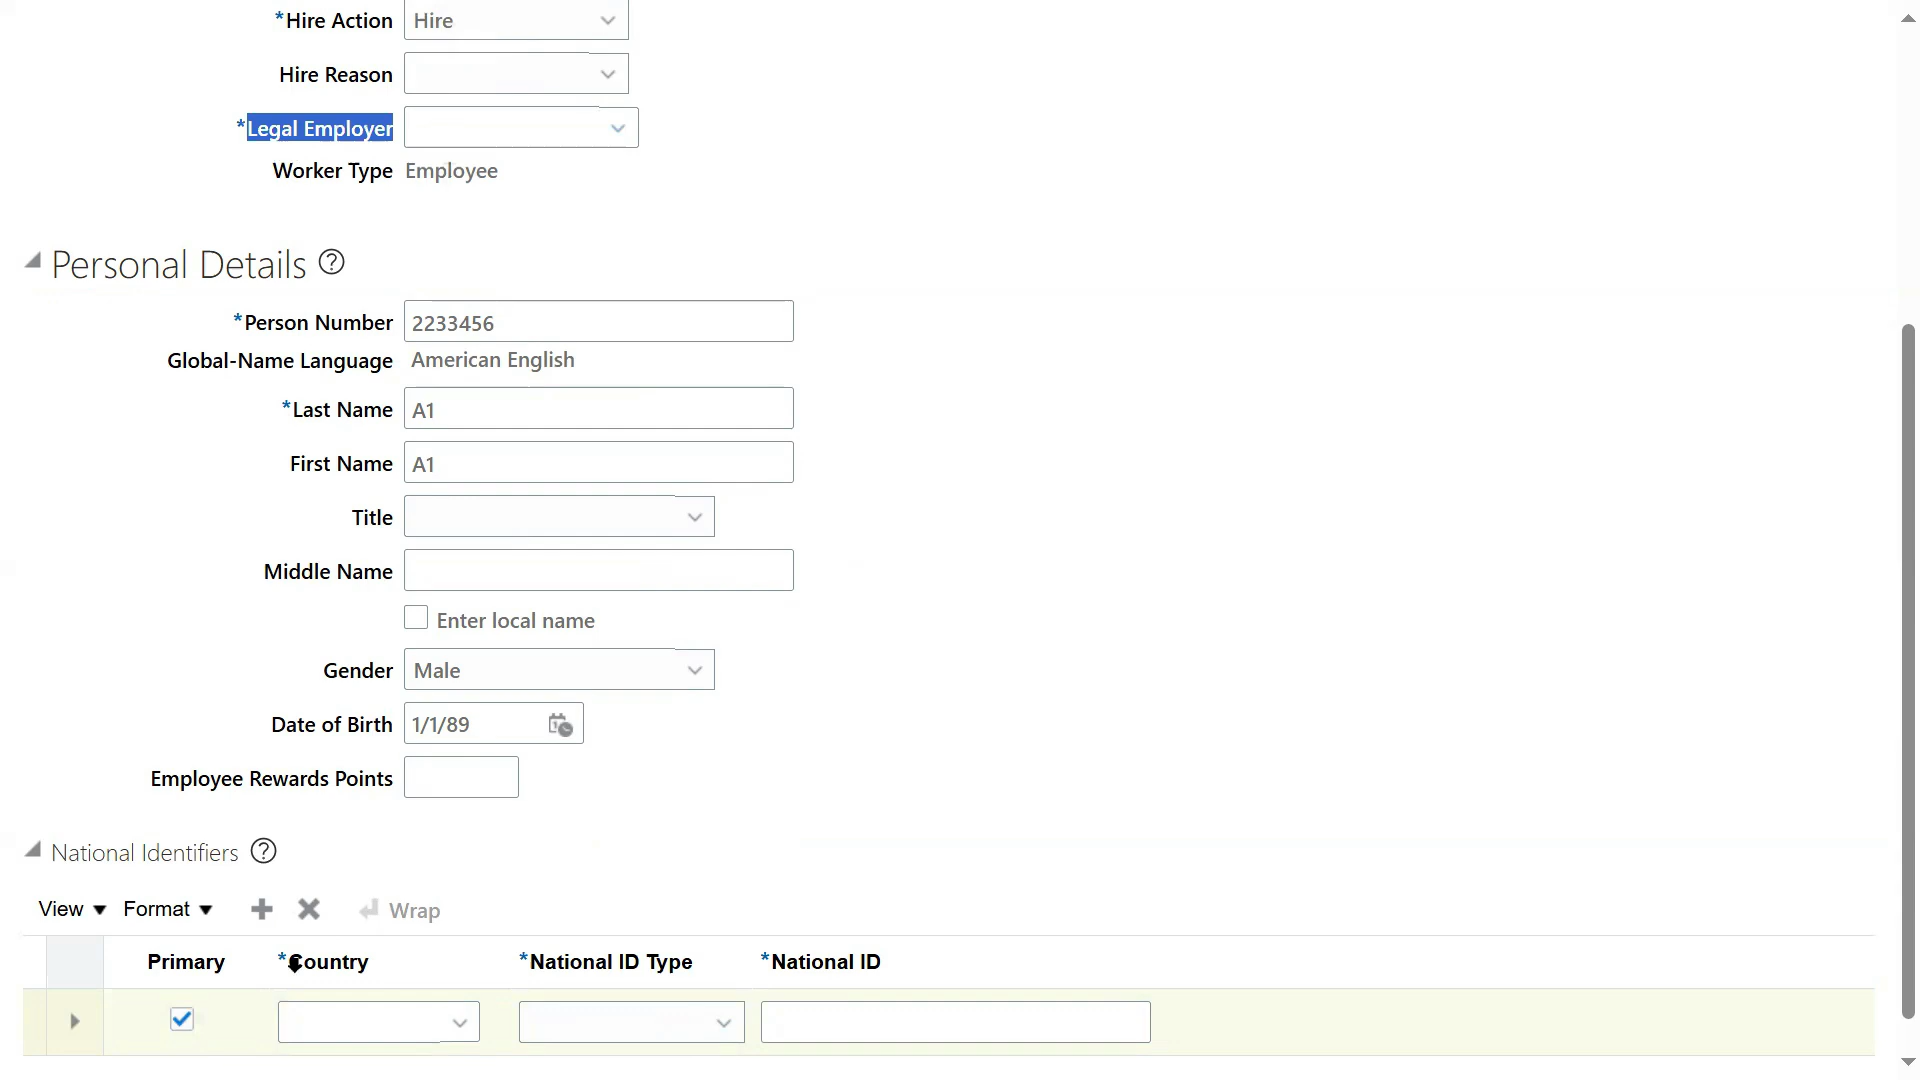 *Hire Action Hire
Hire Reason
*Legal Employer
Worker Type Employee
Personal Details ?
*Person Number 2233456
Global-Name Language American English
*Last Name A1
First Name A1
Title
Middle Name
Enter local name
Gender Male
Date of Birth 1/1/89
Employee Rewards Points
National Identifiers ?
View Format Wrap
Primary *Country *National ID Type *National ID